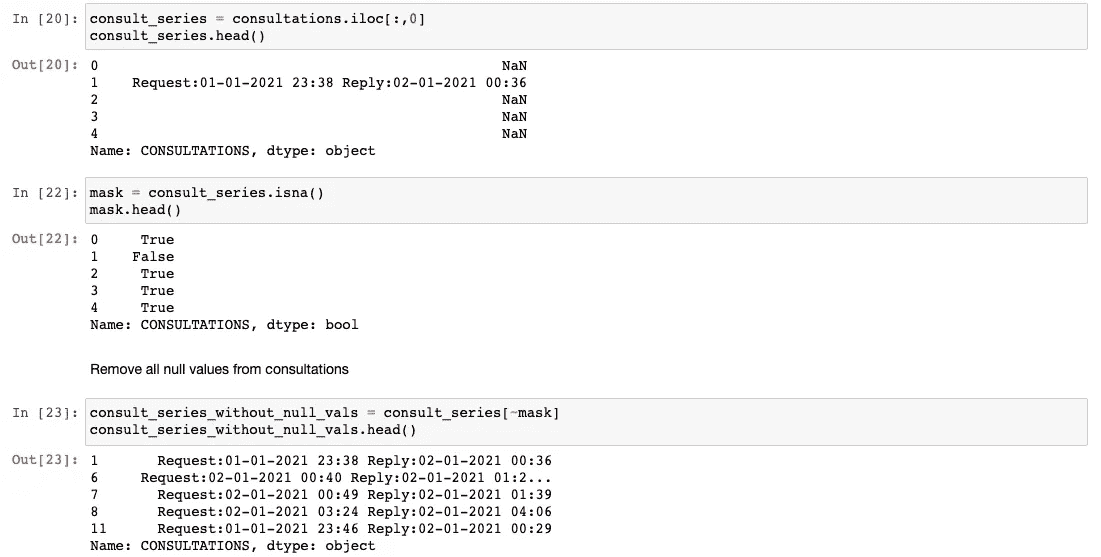 In [20]: consult_series = consultations.iloc[:,0]
consult_series.head()
Out[20]: 0 NaN
1 Request:01-01-2021 23:38 Reply:02-01-2021 00:36
2 NaN
3 NaN
4 NaN
Name: CONSULTATIONS, dtype: object
In [22]: mask = consult_series.isna()
mask.head()
Out[22]: 0 True
1 False
2 True
3 True
4 True
Name: CONSULTATIONS, dtype: bool
Remove all null values from consultations
In [23]: consult_series_without_null_vals = consult_series[~mask]
consult_series_without_null_vals.head()
Out[23]: 1 Request:01-01-2021 23:38 Reply:02-01-2021 00:36
6 Request:02-01-2021 00:40 Reply:02-01-2021 01:2...
7 Request:02-01-2021 00:49 Reply:02-01-2021 01:39
8 Request:02-01-2021 03:24 Reply:02-01-2021 04:06
11 Request:01-01-2021 23:46 Reply:02-01-2021 00:29
Name: CONSULTATIONS, dtype: object